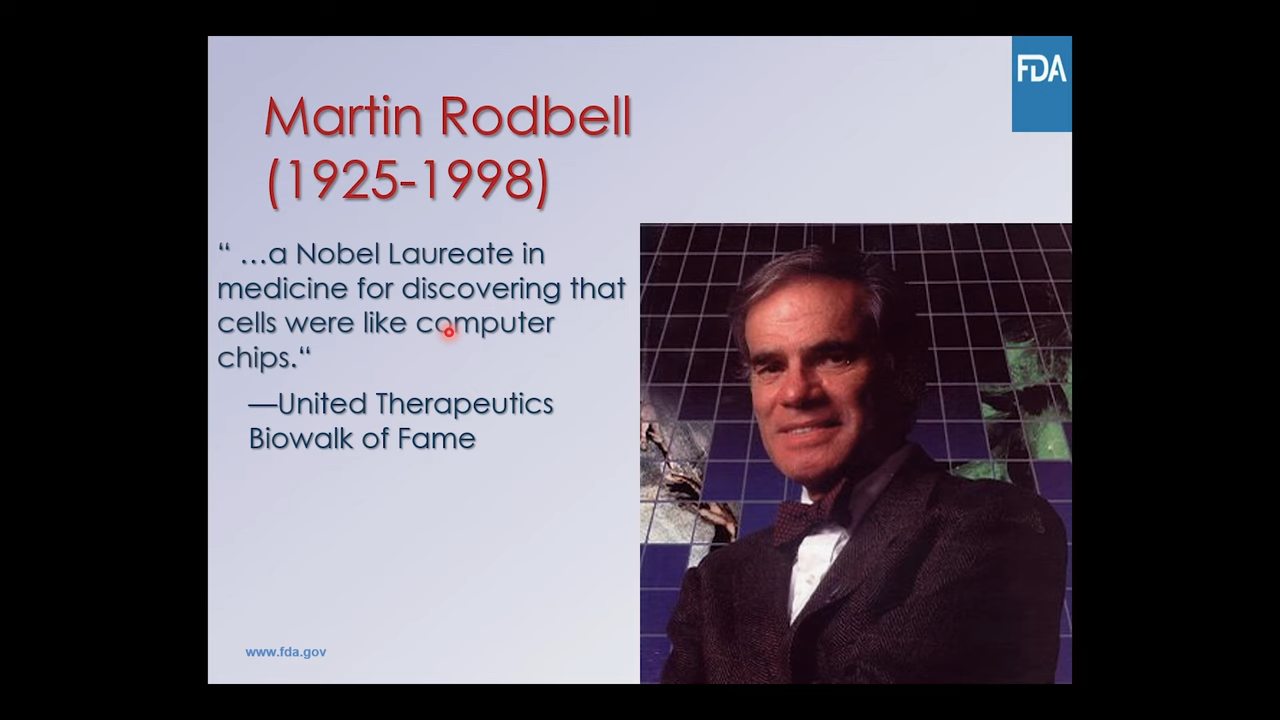 FDA
Martin Rodbell
(1925-1998)
“ …a Nobel Laureate in
medicine for discovering that
cells were like computer
chips.“
—United Therapeutics
Biowalk of Fame
www.fda.gov